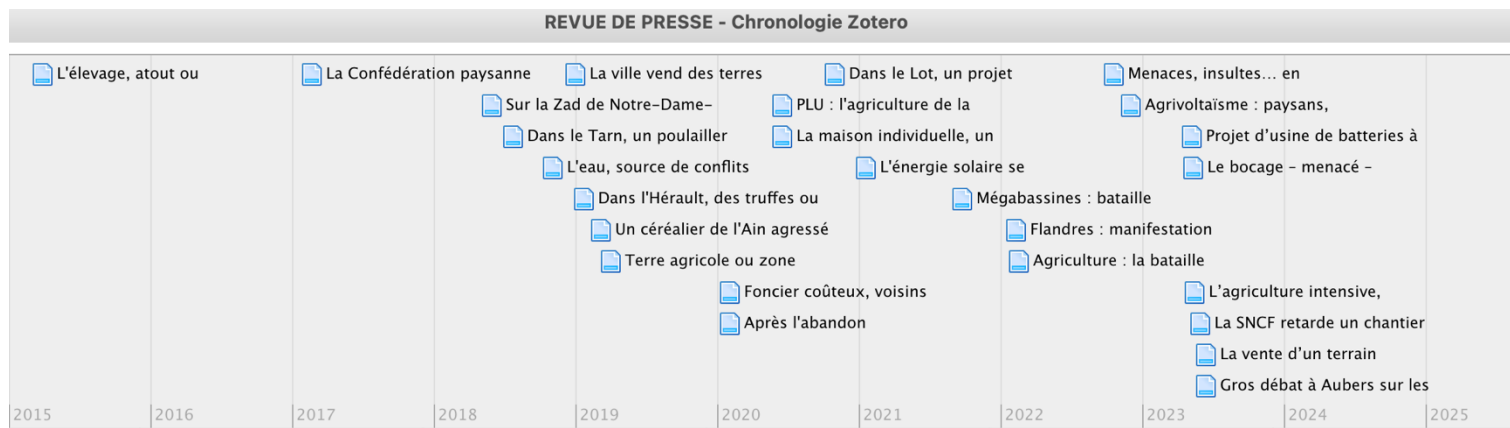 REVUE DE PRESSE - Chronologie Zotero
L'élevage, atout ou
La Confédération paysanne
La ville vend des terres
Dans le Lot, un projet
Menaces, insultes… en
Sur la Zad de Notre-Dame-
PLU : l'agriculture de la
Agrivoltaïsme : paysans,
Dans le Tarn, un poulailler
La maison individuelle, un
Projet d’usine de batteries à
L'eau, source de conflits
L'énergie solaire se
Le bocage – menacé –
Dans l'Hérault, des truffes ou
Mégabassines : bataille
Un céréalier de l'Ain agressé
Flandres : manifestation
Terre agricole ou zone
Agriculture : la bataille
Foncier coûteux, voisins
L’agriculture intensive,
Après l'abandon
La SNCF retarde un chantier
La vente d’un terrain
Gros débat à Aubers sur les
2015 2016 2017 2018 2019 2020 2021 2022 2023 2024 2025